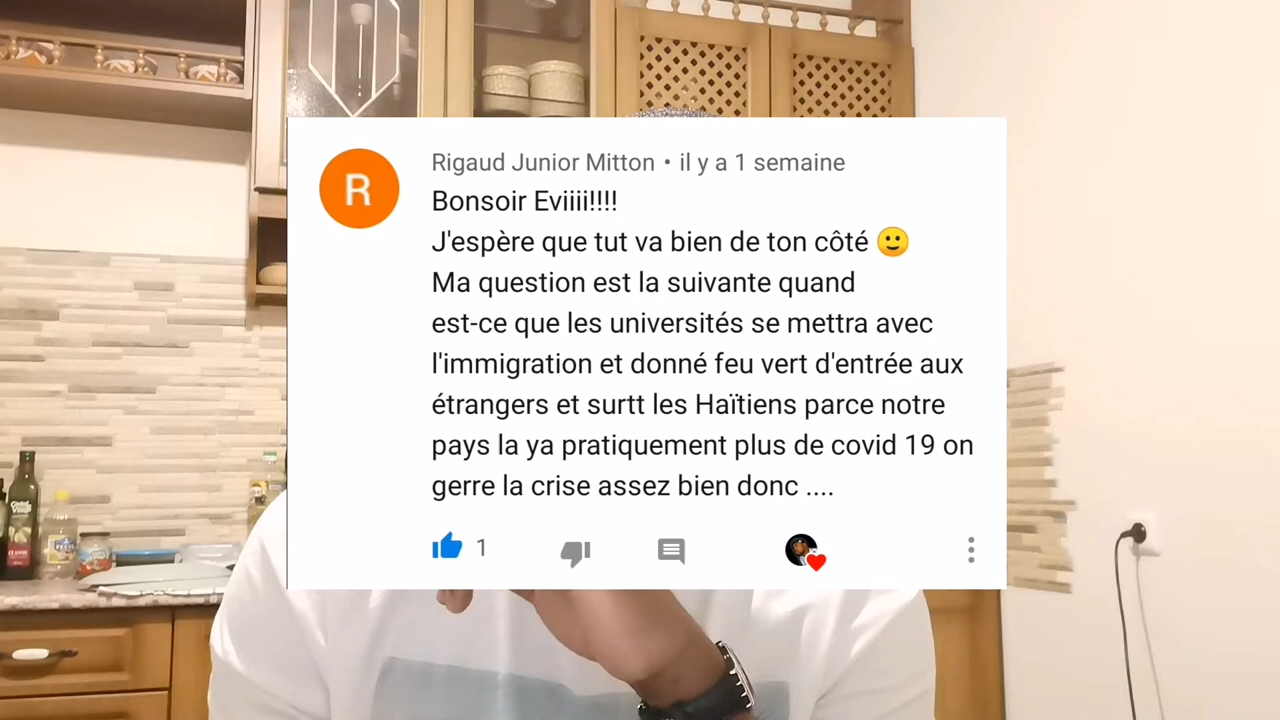 R
Rigaud Junior Mitton • il y a 1 semaine
Bonsoir Eviiii!!!!
J'espère que tut va bien de ton côté 🙂
Ma question est la suivante quand
est-ce que les universités se mettra avec
l'immigration et donné feu vert d'entrée aux
étrangers et surtt les Haïtiens parce notre
pays la ya pratiquement plus de covid 19 on
gerre la crise assez bien donc ....
1